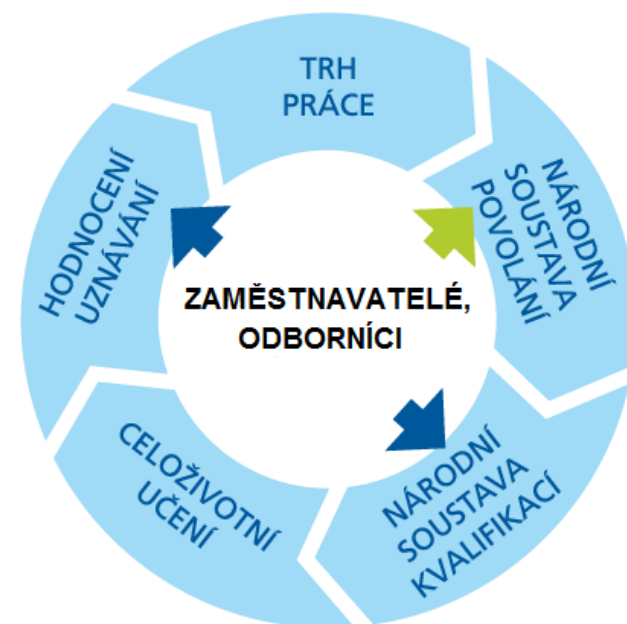 TRH
PRÁCE
NÁRODNÍ
SOUSTAVA
POVOLÁNÍ
NÁRODNÍ
SOUSTAVA
KVALIFIKACÍ
CELOŽIVOTNÍ
UČENÍ
HODNOCENÍ
UZNÁVÁNÍ
ZAMĚSTNAVATELÉ,
ODBORNÍCI